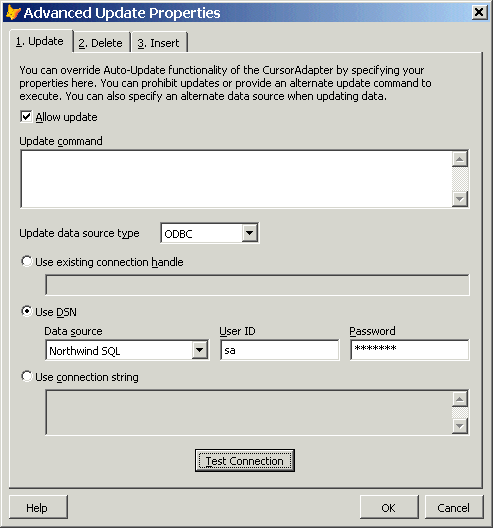 Advanced Update Properties
1. Update 2. Delete 3. Insert
You can override Auto-Update functionality of the CursorAdapter by specifying your
properties here. You can prohibit updates or provide an alternate update command to
execute. You can also specify an alternate data source when updating data.
Allow update
Update command
Update data source type ODBC
Use existing connection handle
Use DSN
Data source User ID Password
Northwind SQL sa *******
Use connection string
Test Connection
Help OK Cancel